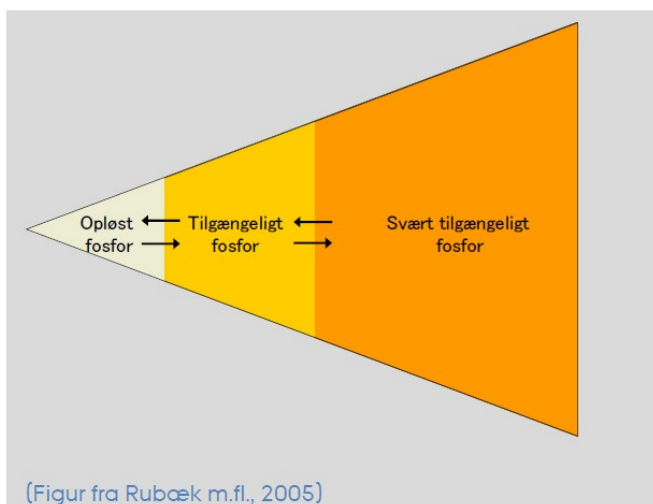 Opløst
fosfor
Tilgængeligt
fosfor
Svært tilgængeligt
fosfor
(Figur fra Rubæk m.fl., 2005)